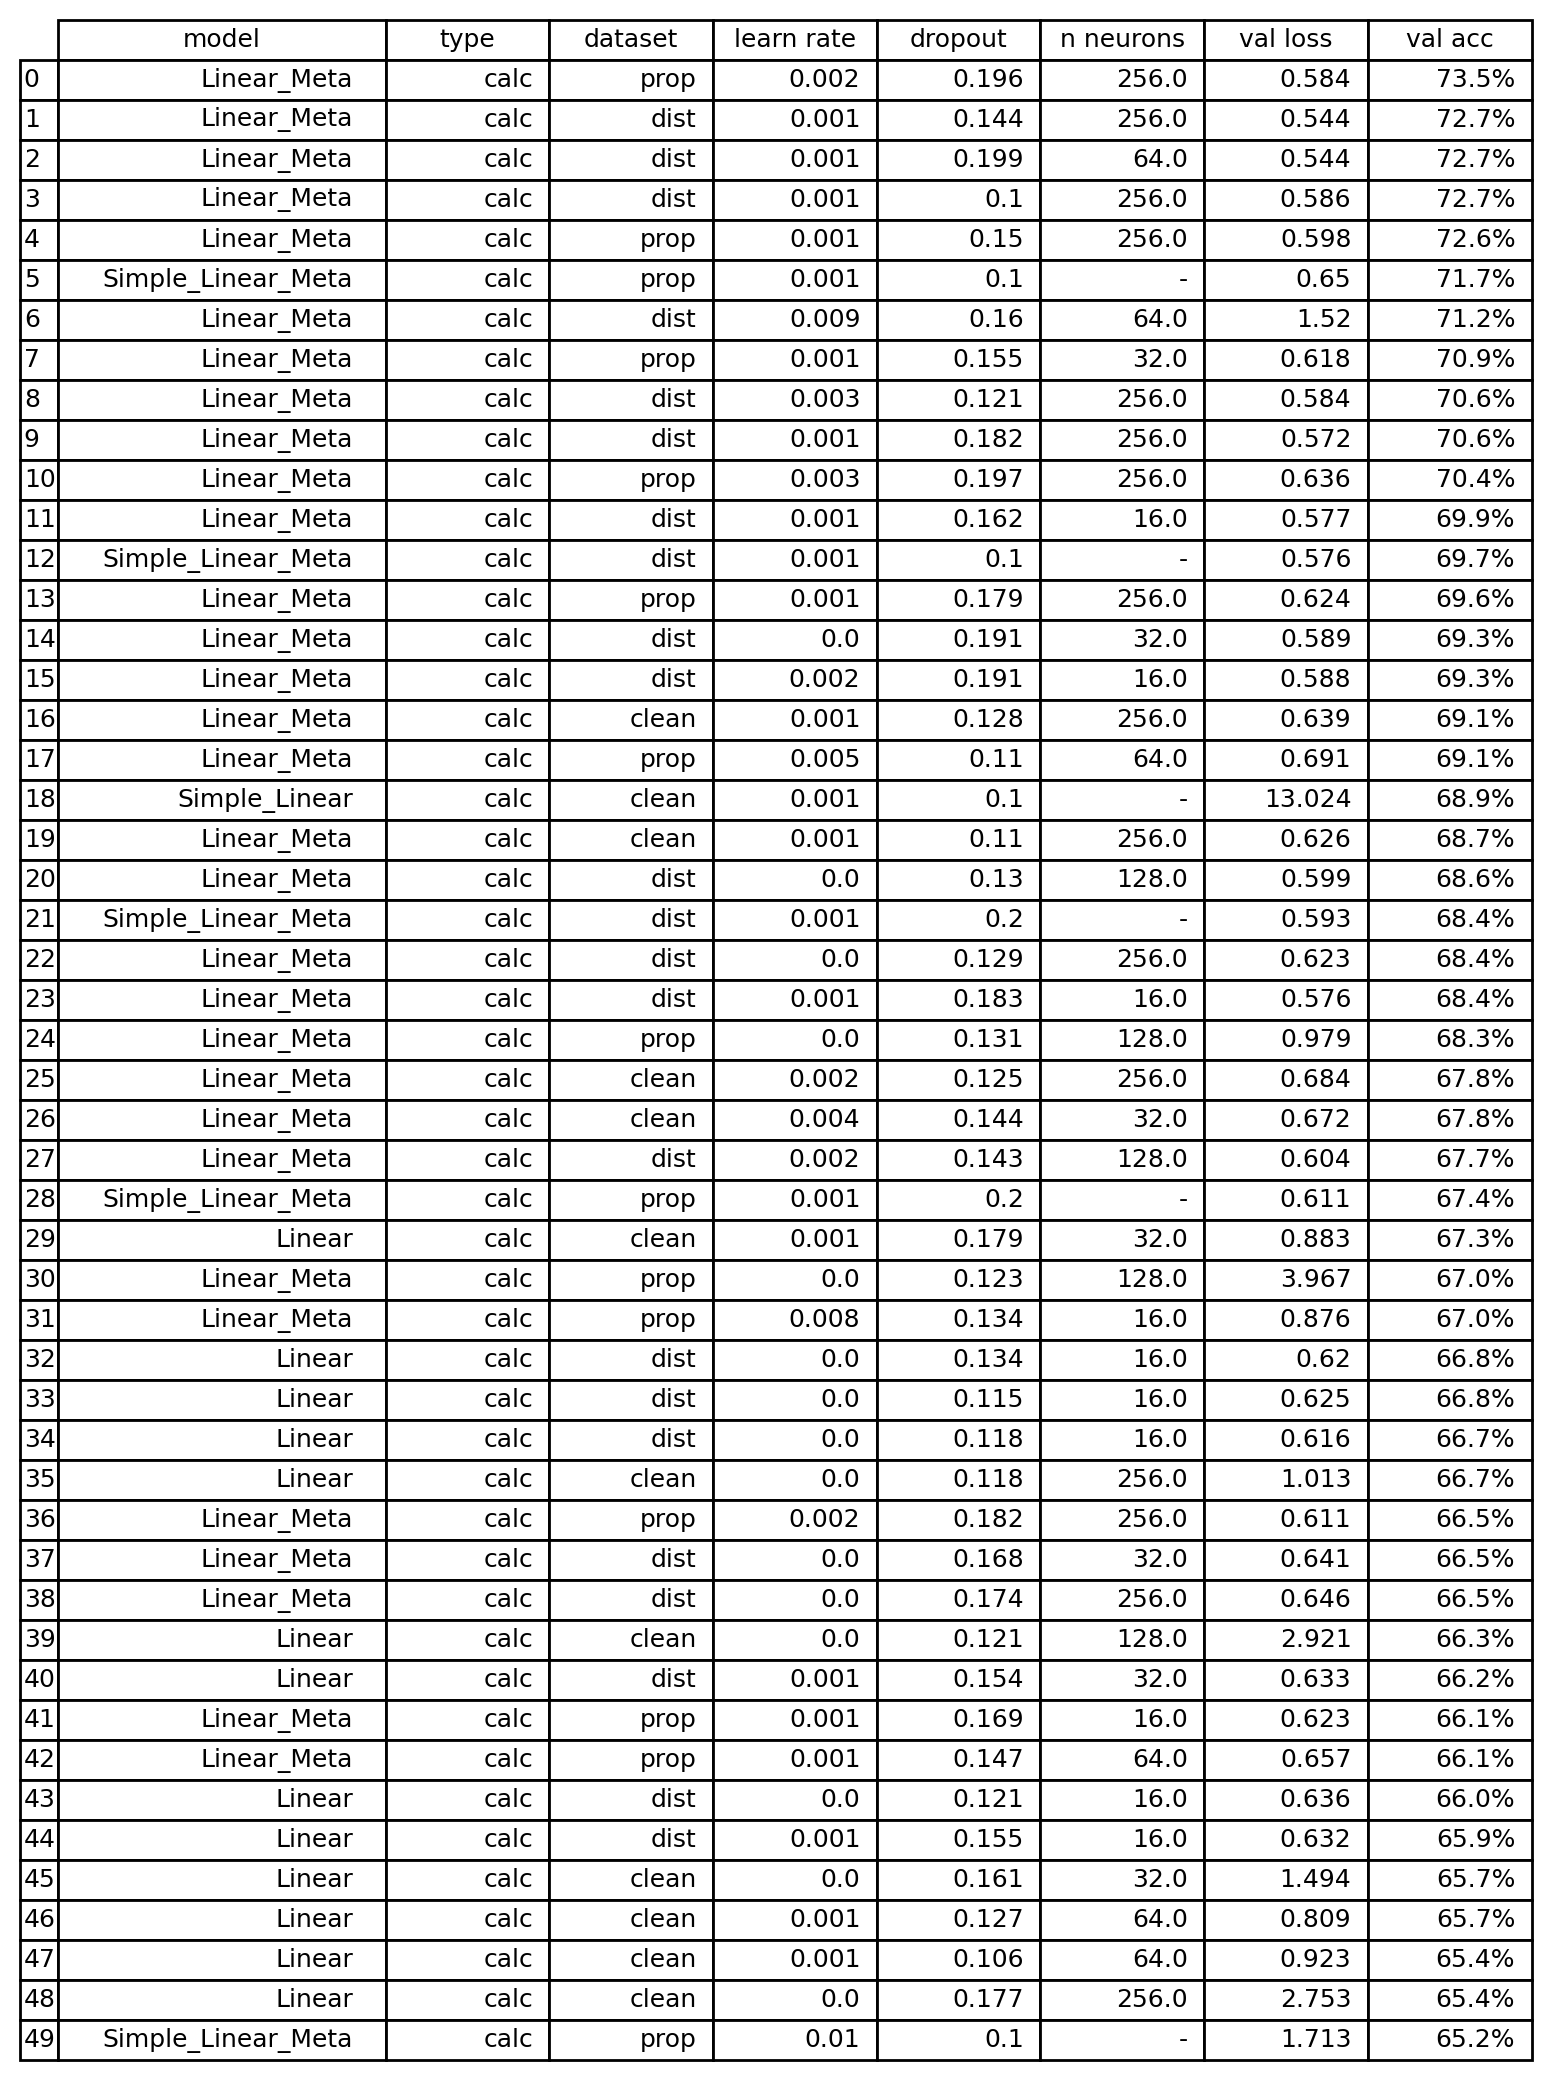 model type dataset learn rate dropout n neurons val loss val acc
0 Linear_Meta calc prop 0.002 0.196 256.0 0.584 73.5%
1 Linear_Meta calc dist 0.001 0.144 256.0 0.544 72.7%
2 Linear_Meta calc dist 0.001 0.199 64.0 0.544 72.7%
3 Linear_Meta calc dist 0.001 0.1 256.0 0.586 72.7%
4 Linear_Meta calc prop 0.001 0.15 256.0 0.598 72.6%
5 Simple_Linear_Meta calc prop 0.001 0.1 - 0.65 71.7%
6 Linear_Meta calc dist 0.009 0.16 64.0 1.52 71.2%
7 Linear_Meta calc prop 0.001 0.155 32.0 0.618 70.9%
8 Linear_Meta calc dist 0.003 0.121 256.0 0.584 70.6%
9 Linear_Meta calc dist 0.001 0.182 256.0 0.572 70.6%
10 Linear_Meta calc prop 0.003 0.197 256.0 0.636 70.4%
11 Linear_Meta calc dist 0.001 0.162 16.0 0.577 69.9%
12 Simple_Linear_Meta calc dist 0.001 0.1 - 0.576 69.7%
13 Linear_Meta calc prop 0.001 0.179 256.0 0.624 69.6%
14 Linear_Meta calc dist 0.0 0.191 32.0 0.589 69.3%
15 Linear_Meta calc dist 0.002 0.191 16.0 0.588 69.3%
16 Linear_Meta calc clean 0.001 0.128 256.0 0.639 69.1%
17 Linear_Meta calc prop 0.005 0.11 64.0 0.691 69.1%
18 Simple_Linear calc clean 0.001 0.1 - 13.024 68.9%
19 Linear_Meta calc clean 0.001 0.11 256.0 0.626 68.7%
20 Linear_Meta calc dist 0.0 0.13 128.0 0.599 68.6%
21 Simple_Linear_Meta calc dist 0.001 0.2 - 0.593 68.4%
22 Linear_Meta calc dist 0.0 0.129 256.0 0.623 68.4%
23 Linear_Meta calc dist 0.001 0.183 16.0 0.576 68.4%
24 Linear_Meta calc prop 0.0 0.131 128.0 0.979 68.3%
25 Linear_Meta calc clean 0.002 0.125 256.0 0.684 67.8%
26 Linear_Meta calc clean 0.004 0.144 32.0 0.672 67.8%
27 Linear_Meta calc dist 0.002 0.143 128.0 0.604 67.7%
28 Simple_Linear_Meta calc prop 0.001 0.2 - 0.611 67.4%
29 Linear calc clean 0.001 0.179 32.0 0.883 67.3%
30 Linear_Meta calc prop 0.0 0.123 128.0 3.967 67.0%
31 Linear_Meta calc prop 0.008 0.134 16.0 0.876 67.0%
32 Linear calc dist 0.0 0.134 16.0 0.62 66.8%
33 Linear calc dist 0.0 0.115 16.0 0.625 66.8%
34 Linear calc dist 0.0 0.118 16.0 0.616 66.7%
35 Linear calc clean 0.0 0.118 256.0 1.013 66.7%
36 Linear_Meta calc prop 0.002 0.182 256.0 0.611 66.5%
37 Linear_Meta calc dist 0.0 0.168 32.0 0.641 66.5%
38 Linear_Meta calc dist 0.0 0.174 256.0 0.646 66.5%
39 Linear calc clean 0.0 0.121 128.0 2.921 66.3%
40 Linear calc dist 0.001 0.154 32.0 0.633 66.2%
41 Linear_Meta calc prop 0.001 0.169 16.0 0.623 66.1%
42 Linear_Meta calc prop 0.001 0.147 64.0 0.657 66.1%
43 Linear calc dist 0.0 0.121 16.0 0.636 66.0%
44 Linear calc dist 0.001 0.155 16.0 0.632 65.9%
45 Linear calc clean 0.0 0.161 32.0 1.494 65.7%
46 Linear calc clean 0.001 0.127 64.0 0.809 65.7%
47 Linear calc clean 0.001 0.106 64.0 0.923 65.4%
48 Linear calc clean 0.0 0.177 256.0 2.753 65.4%
49 Simple_Linear_Meta calc prop 0.01 0.1 - 1.713 65.2%